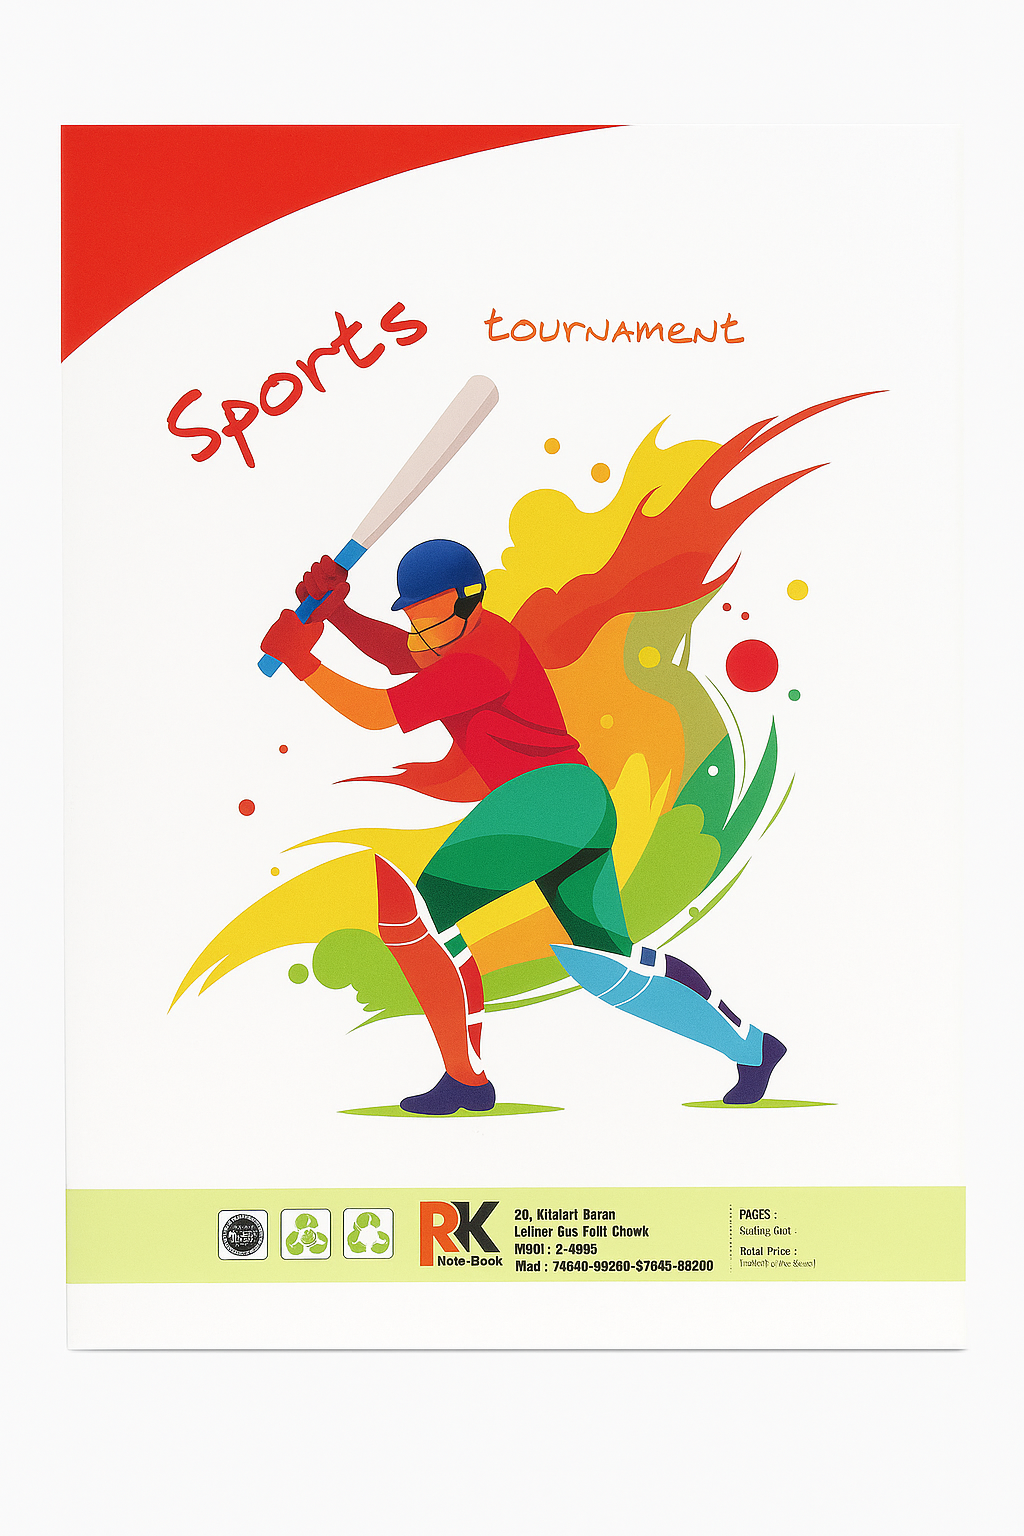 Sports
tournament
RK
Note-Book
20, Kitalart Baran
Leliner Gus Follt Chowk
M90I : 2-4995
Mad : 74640-99260-$7645-88200
PAGES :
Rotal Price :